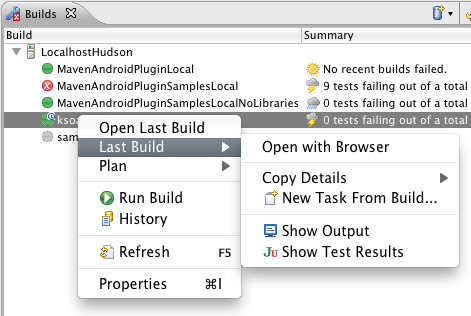 Builds
Build Summary
LocalhostHudson
MavenAndroidPluginLocal No recent builds failed.
MavenAndroidPluginSamplesLocal 9 tests failing out of a total
MavenAndroidPluginSamplesLocalNoLibraries 0 tests failing out of a total
ksoa 0 tests failing out of a total
sam
Open Last Build
Last Build
Plan
Run Build
History
Refresh F5
Properties ⌘I
Open with Browser
Copy Details
New Task From Build...
Show Output
Ju Show Test Results